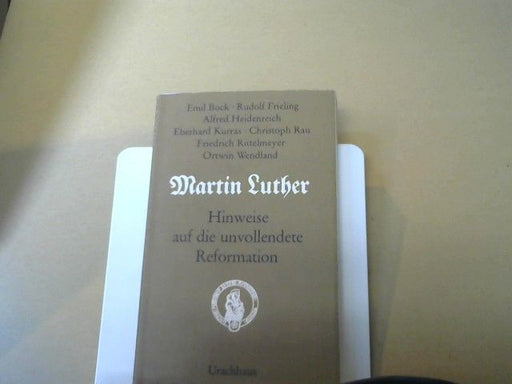 Emil Bock · Rudolf Frieling
Alfred Heidenreich
Eberhard Kurras · Christoph Rau
Friedrich Rittelmeyer
Ortwin Wendland
Martin Luther
Hinweise
auf die unvollendete
Reformation
Urachhaus